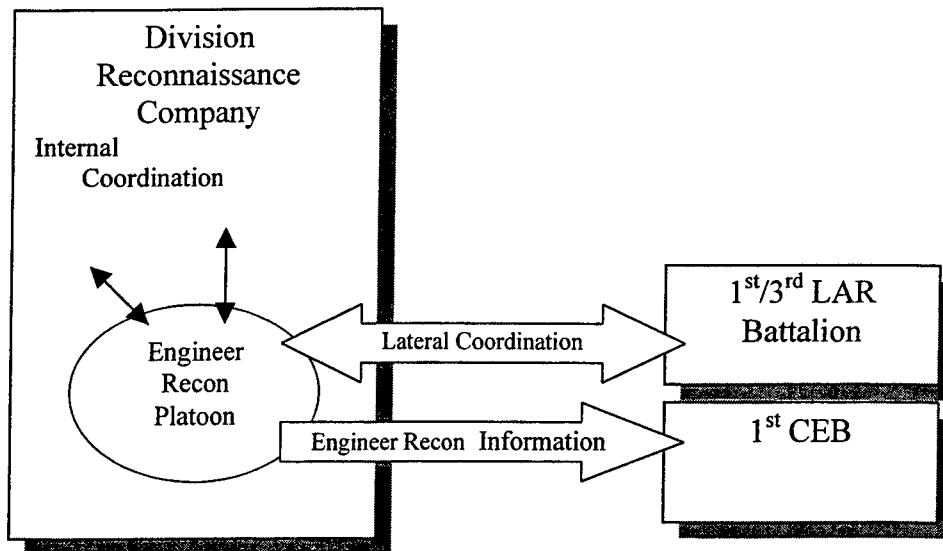 Division
Reconnaissance
Company
Internal
Coordination
Engineer
Recon
Platoon
Lateral Coordination
Engineer Recon Information
1st/3rd LAR
Battalion
1st CEB